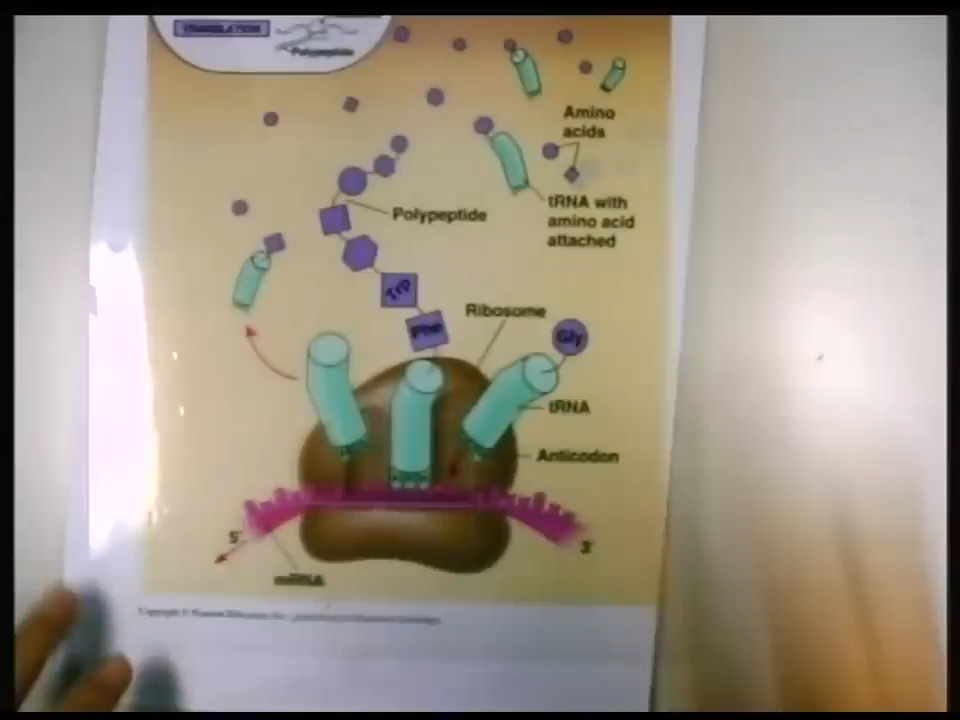 TRANSLATION
Polypeptide
Amino
acids
tRNA with
amino acid
attached
Polypeptide
Trp
Ribosome
Phe
Gly
tRNA
Anticodon
5'
3'
mRNA